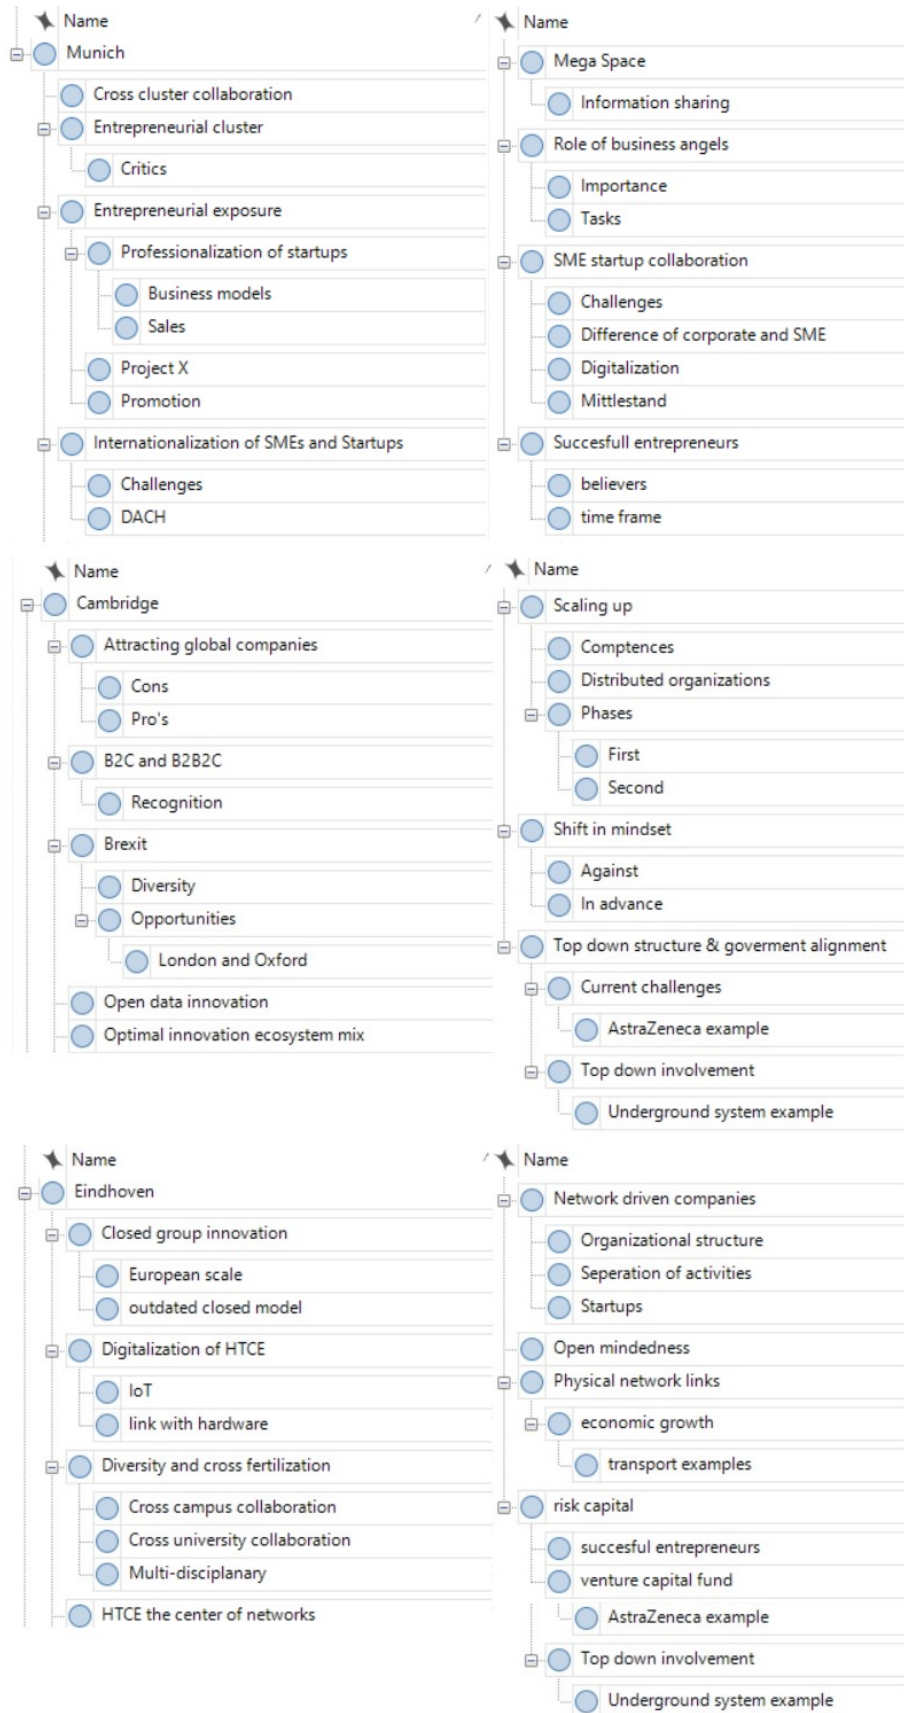 Name
Munich
Cross cluster collaboration
Entrepreneurial cluster
Critics
Entrepreneurial exposure
Professionalization of startups
Business models
Sales
Project X
Promotion
Internationalization of SMEs and Startups
Challenges
DACH
Name
Mega Space
Information sharing
Role of business angels
Importance
Tasks
SME startup collaboration
Challenges
Difference of corporate and SME
Digitalization
Mittlestand
Succesfull entrepreneurs
believers
time frame
Name
Cambridge
Attracting global companies
Cons
Pro's
B2C and B2B2C
Recognition
Brexit
Diversity
Opportunities
London and Oxford
Open data innovation
Optimal innovation ecosystem mix
Name
Scaling up
Comptences
Distributed organizations
Phases
First
Second
Shift in mindset
Against
In advance
Top down structure & goverment alignment
Current challenges
AstraZeneca example
Top down involvement
Underground system example
Name
Eindhoven
Closed group innovation
European scale
outdated closed model
Digitalization of HTCE
IoT
link with hardware
Diversity and cross fertilization
Cross campus collaboration
Cross university collaboration
Multi-disciplanary
HTCE the center of networks
Name
Network driven companies
Organizational structure
Seperation of activities
Startups
Open mindedness
Physical network links
economic growth
transport examples
risk capital
succesful entrepreneurs
venture capital fund
AstraZeneca example
Top down involvement
Underground system example